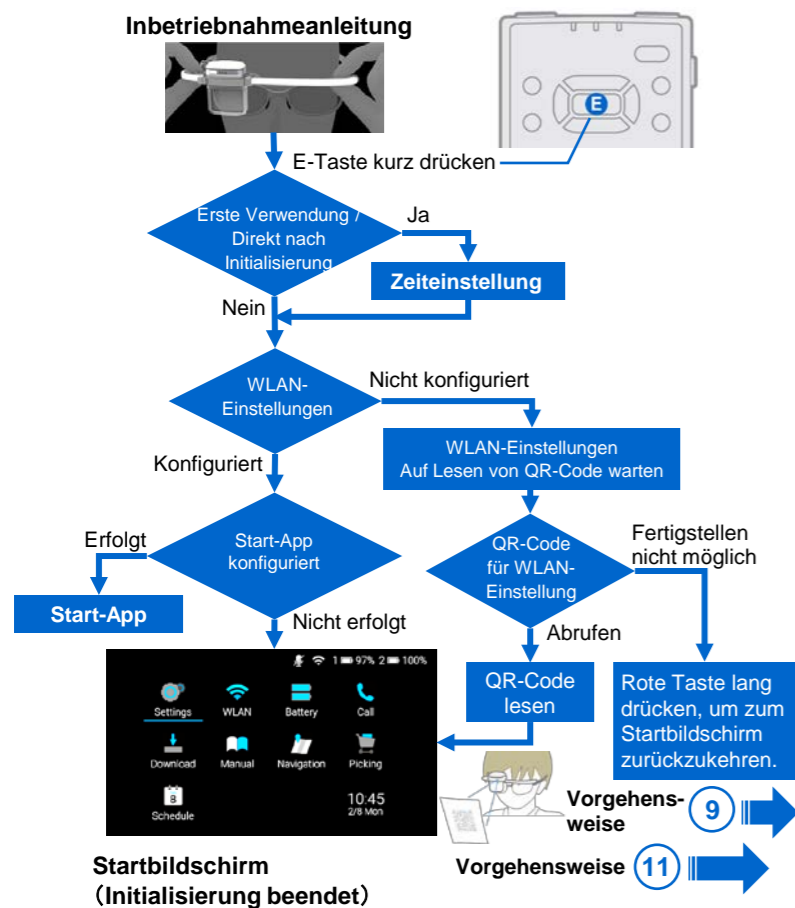 Inbetriebnahmeanleitung
E
E-Taste kurz drücken
Erste Verwendung /
Direkt nach
Initialisierung
Ja
Zeiteinstellung
Nein
WLAN-
Einstellungen
Nicht konfiguriert
WLAN-Einstellungen
Auf Lesen von QR-Code warten
Konfiguriert
Start-App
konfiguriert
Erfolgt
Start-App
Nicht erfolgt
QR-Code
für WLAN-
Einstellung
Fertigstellen
nicht möglich
Abrufen
QR-Code
lesen
Rote Taste lang
drücken, um zum
Startbildschirm
zurückzukehren.
1 97% 2 100%
Settings WLAN Battery Call
Download Manual Navigation Picking
8
Schedule
10:45
2/8 Mon
Vorgehens-
weise 9
Vorgehensweise 11
Startbildschirm
(Initialisierung beendet)